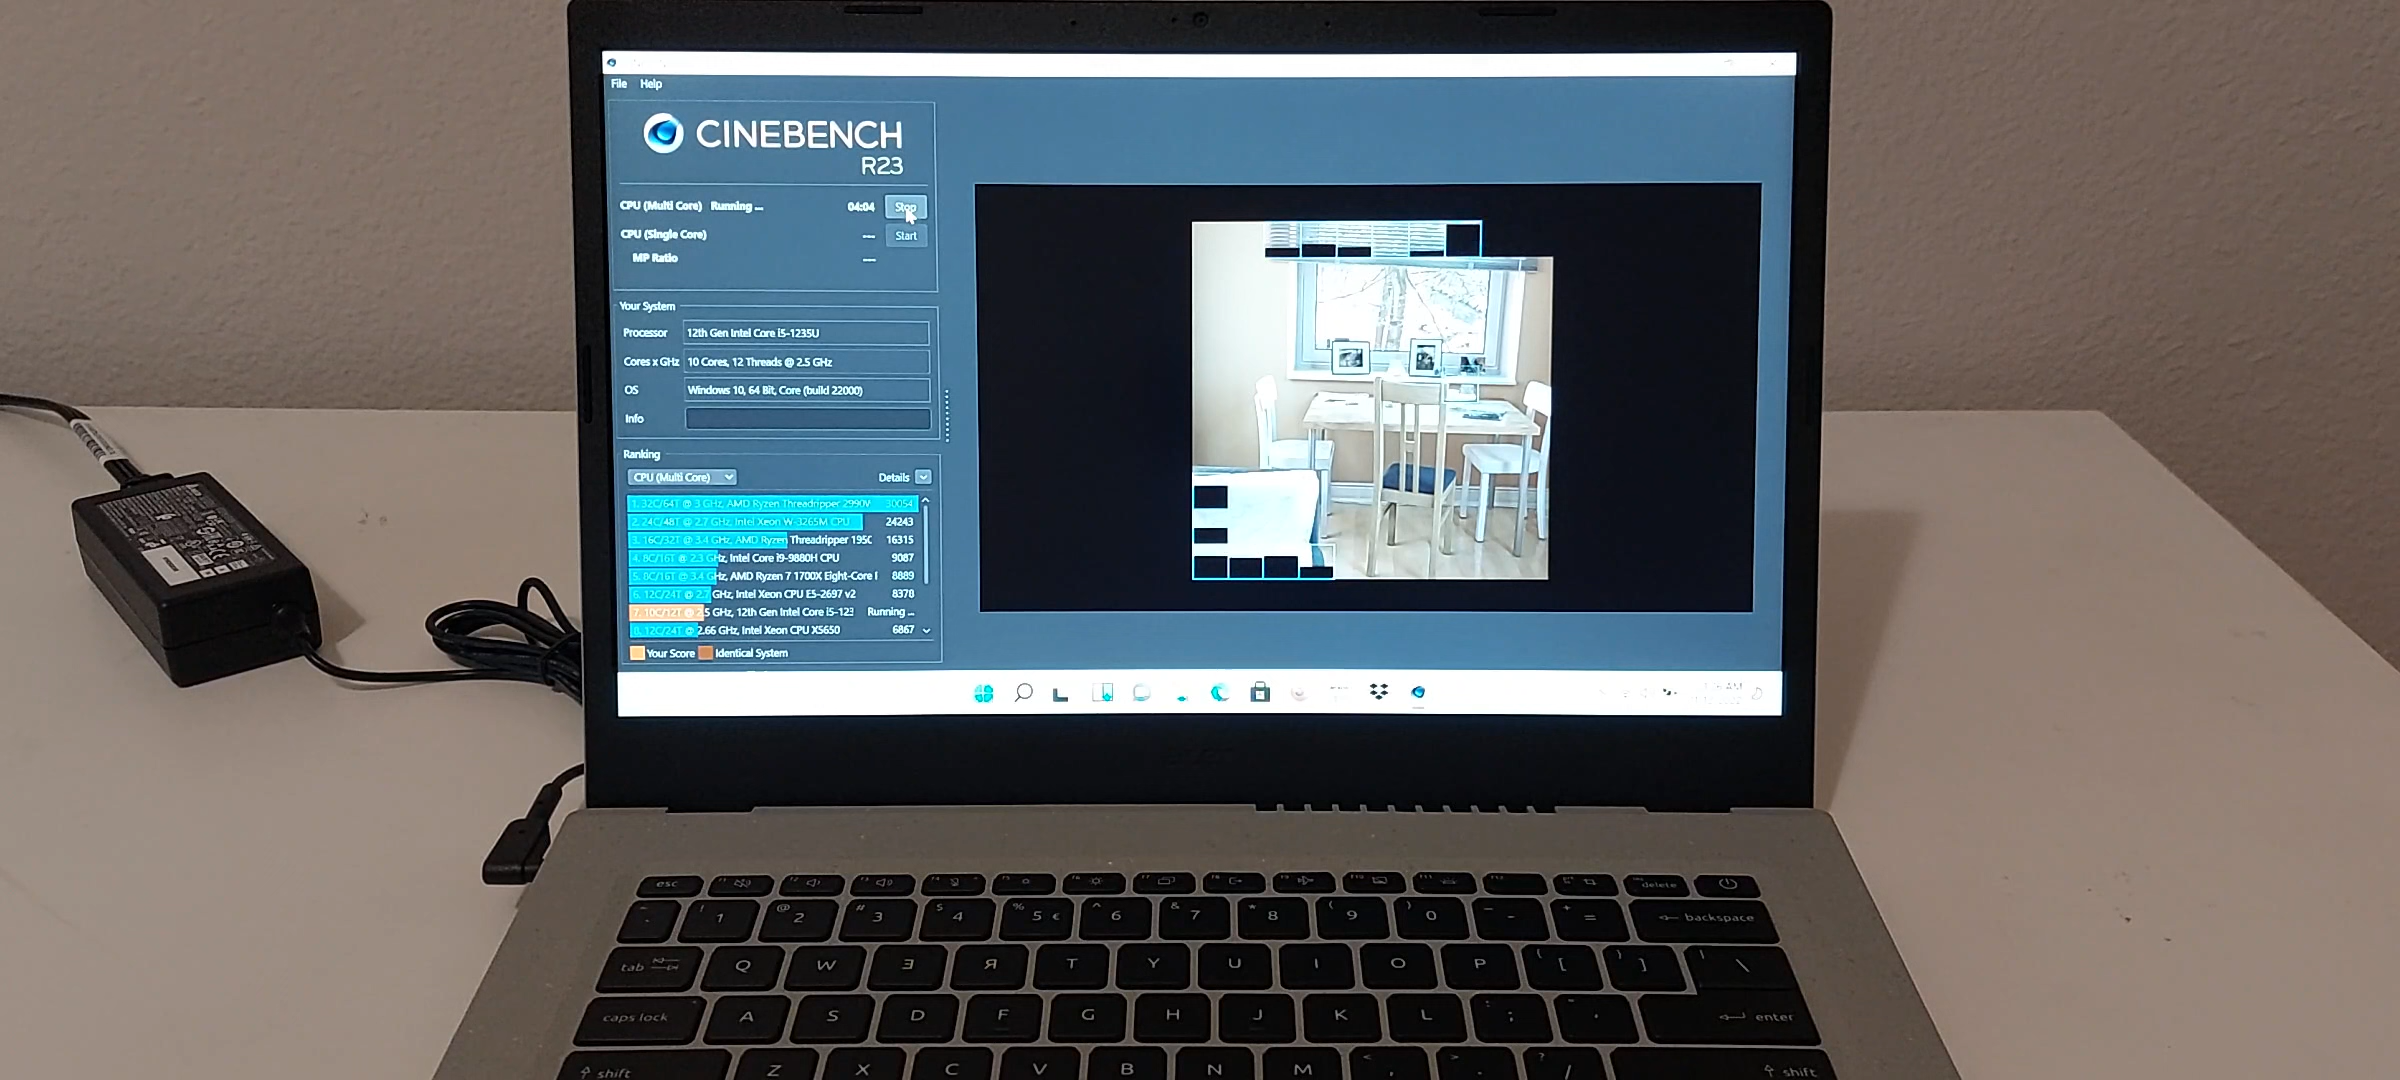 File Help
CINEBENCH
R23
CPU (Multi Core) Running ... 04:04 Stop
CPU (Single Core) --- Start
MP Ratio ---
Your System
Processor 12th Gen Intel Core i5-1235U
Cores x GHz 10 Cores, 12 Threads @ 2.5 GHz
OS Windows 10, 64 Bit, Core (build 22000)
Info
Ranking
CPU (Multi Core) Details
1. 32C/64T @ 3 GHz, AMD Ryzen Threadripper 2990W 30054
2. 24C/48T @ 2.7 GHz, Intel Xeon W-3265M CPU 24243
3. 16C/32T @ 3.4 GHz, AMD Ryzen Threadripper 195C 16315
4. 8C/16T @ 2.3 GHz, Intel Core i9-9880H CPU 9087
5. 8C/16T @ 3.4 GHz, AMD Ryzen 7 1700X Eight-Core 8889
6. 12C/24T @ 2.7 GHz, Intel Xeon CPU E5-2697 v2 8378
7. 10C/12T @ 2.5 GHz, 12th Gen Intel Core i5-123 Running ...
8. 12C/24T @ 2.66 GHz, Intel Xeon CPU X5650 6867
Your Score Identical System
AM
esc delete
! @ # $ % ^ & * ( ) _ +
1 2 3 4 5 € 6 7 8 9 0 - = backspace
tab Q W Ǝ Я T Y U I O P { [ } ] | \
caps lock A S D F G H J K L : ; " ' enter
shift Z X C V B N M < , > . ? / shift